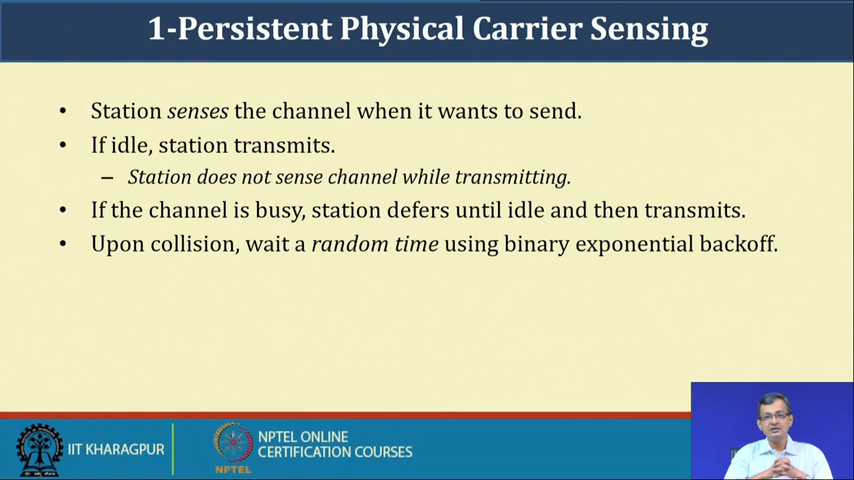 1-Persistent Physical Carrier Sensing
• Station senses the channel when it wants to send.
• If idle, station transmits.
– Station does not sense channel while transmitting.
• If the channel is busy, station defers until idle and then transmits.
• Upon collision, wait a random time using binary exponential backoff.
IIT KHARAGPUR
NPTEL
NPTEL ONLINE
CERTIFICATION COURSES